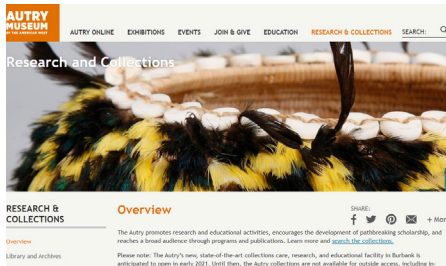 AUTRY
MUSEUM
OF THE AMERICAN WEST
AUTRY ONLINE EXHIBITIONS EVENTS JOIN & GIVE EDUCATION RESEARCH & COLLECTIONS SEARCH:
Research and Collections
RESEARCH &
COLLECTIONS
Overview
Library and Archives
Overview
SHARE:
+ Mor
The Autry promotes research and educational activities, encourages the development of pathbreaking scholarship, and
reaches a broad audience through programs and publications. Learn more and search the collections.
Please note: The Autry's new, state-of-the-art collections care, research, and educational facility in Burbank is
anticipated to open in early 2021. Until then, the Autry collections are not available for outside access, including in-